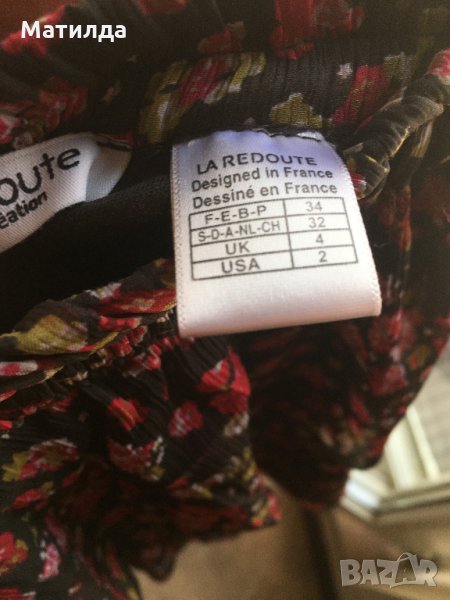 Матилда
LA REDOUTE
Designed in France
Dessiné en France
F-E-B-P 34
S-D-A-NL-CH 32
UK 4
USA 2
oute
éation
BAZAR